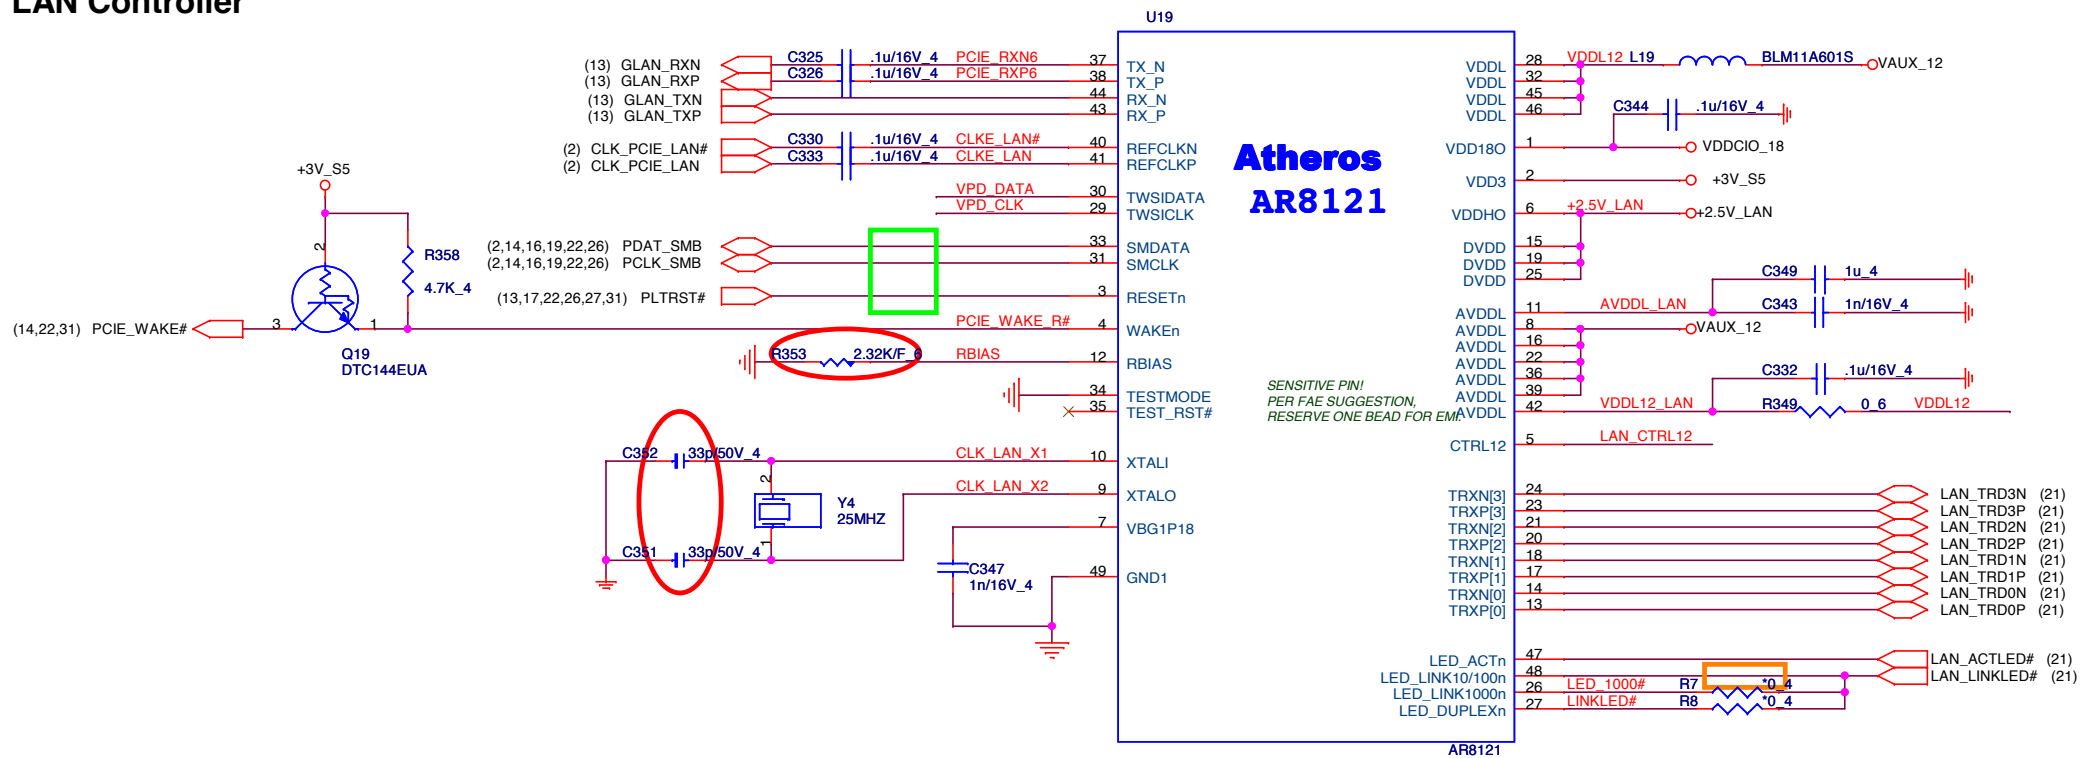 LAN Controller
U19
(13) GLAN_RXN C325 .1u/16V_4 PCIE_RXN6 37 TX_N
(13) GLAN_RXP C326 .1u/16V_4 PCIE_RXP6 38 TX_P
(13) GLAN_TXN 44 RX_N
(13) GLAN_TXP 43 RX_P
(2) CLK_PCIE_LAN# C330 .1u/16V_4 CLKE_LAN# 40 REFCLKN
(2) CLK_PCIE_LAN C333 .1u/16V_4 CLKE_LAN 41 REFCLKP
VPD_DATA 30 TWSIDATA
VPD_CLK 29 TWSICLK
(2,14,16,19,22,26) PDAT_SMB 33 SMDATA
(2,14,16,19,22,26) PCLK_SMB 31 SMCLK
(13,17,22,26,27,31) PLTRST# 3 RESETn
+3V_S5
2
R358
4.7K_4
(14,22,31) PCIE_WAKE# 3 1 PCIE_WAKE_R# 4 WAKEn
Q19
DTC144EUA
R353 2.32K/F_6 RBIAS 12 RBIAS
34 TESTMODE
35 TEST_RST#
C352 33p/50V_4 CLK_LAN_X1 10 XTALI
2
CLK_LAN_X2 9 XTALO
Y4
25MHZ
1
C351 33p/50V_4
7 VBG1P18
C347
1n/16V_4
49 GND1
Atheros
AR8121
SENSITIVE PIN!
PER FAE SUGGESTION,
RESERVE ONE BEAD FOR EMI.
VDDL 28 VDDL12 L19 BLM11A601S VAUX_12
VDDL 32
VDDL 45
VDDL 46
C344 .1u/16V_4
VDD18O 1 VDDCIO_18
VDD3 2 +3V_S5
VDDHO 6 +2.5V_LAN +2.5V_LAN
DVDD 15
DVDD 19
DVDD 25
C349 1u_4
AVDDL 11 AVDDL_LAN C343 1n/16V_4
AVDDL 8 VAUX_12
AVDDL 16
AVDDL 22
AVDDL 36
AVDDL 39
C332 .1u/16V_4
AVDDL 42 VDDL12_LAN R349 0_6 VDDL12
CTRL12 5 LAN_CTRL12
TRXN[3] 24 LAN_TRD3N (21)
TRXP[3] 23 LAN_TRD3P (21)
TRXN[2] 21 LAN_TRD2N (21)
TRXP[2] 20 LAN_TRD2P (21)
TRXN[1] 18 LAN_TRD1N (21)
TRXP[1] 17 LAN_TRD1P (21)
TRXN[0] 14 LAN_TRD0N (21)
TRXP[0] 13 LAN_TRD0P (21)
LED_ACTn 47 LAN_ACTLED# (21)
LED_LINK10/100n 48 LAN_LINKLED# (21)
LED_LINK1000n 26 LED_1000# R7 *0_4
LED_DUPLEXn 27 LINKLED# R8 *0_4
AR8121